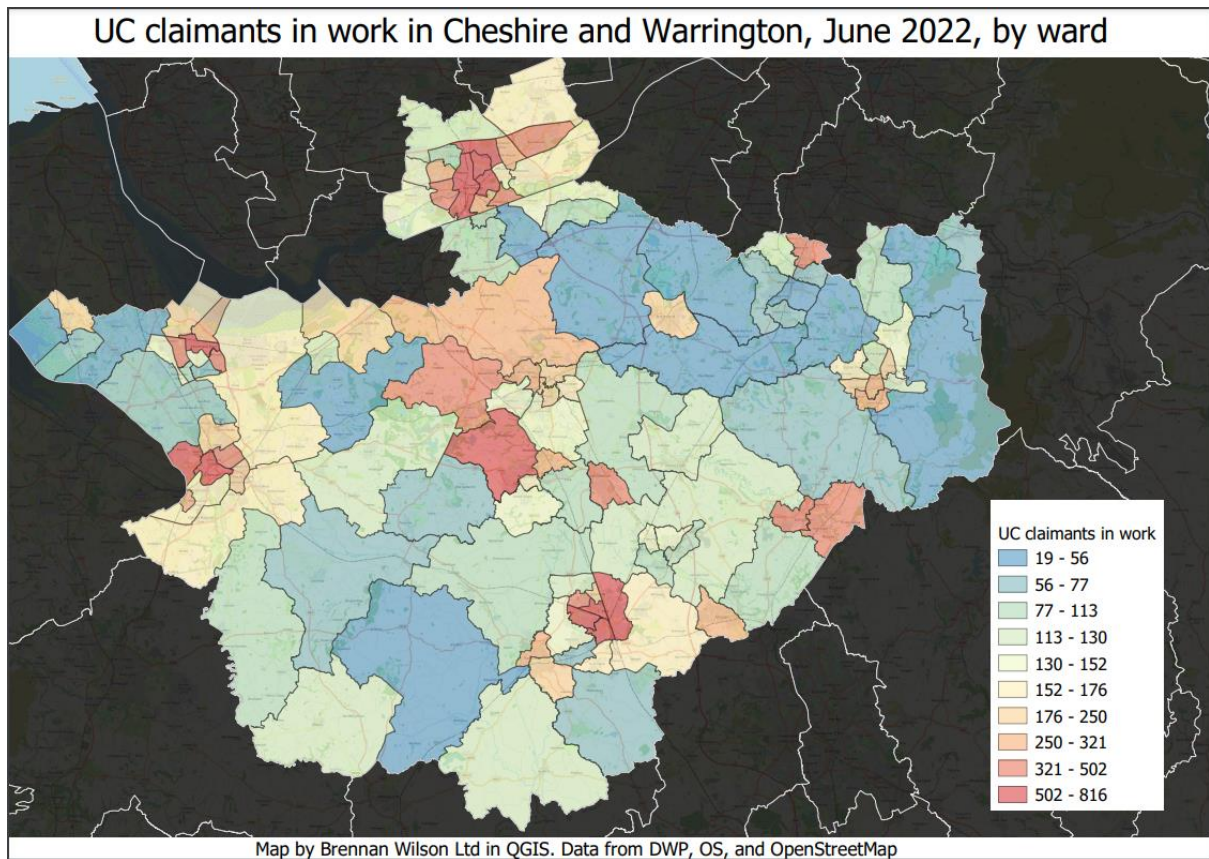 UC claimants in work in Cheshire and Warrington, June 2022, by ward
UC claimants in work
19 - 56
56 - 77
77 - 113
113 - 130
130 - 152
152 - 176
176 - 250
250 - 321
321 - 502
502 - 816
Map by Brennan Wilson Ltd in QGIS. Data from DWP, OS, and OpenStreetMap